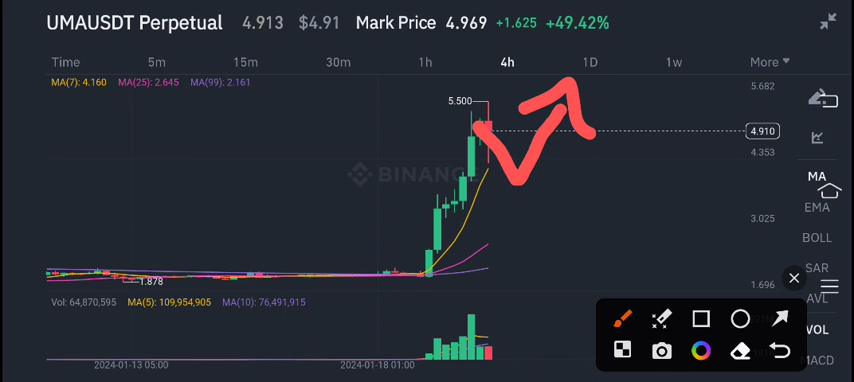 UMAUSDT Perpetual 4.913 $4.91 Mark Price 4.969 +1.625 +49.42%
Time 5m 15m 30m 1h 4h 1D 1w More
MA(7): 4.160 MA(25): 2.645 MA(99): 2.161
5.682
5.500
4.910
4.353
BINANCE
MA
EMA
3.025
BOLL
SAR
1.878
1.696
AVL
Vol: 64,870,595 MA(5): 109,954,905 MA(10): 76,491,915
VOL
MACD
2024-01-13 05:00 2024-01-18 01:00